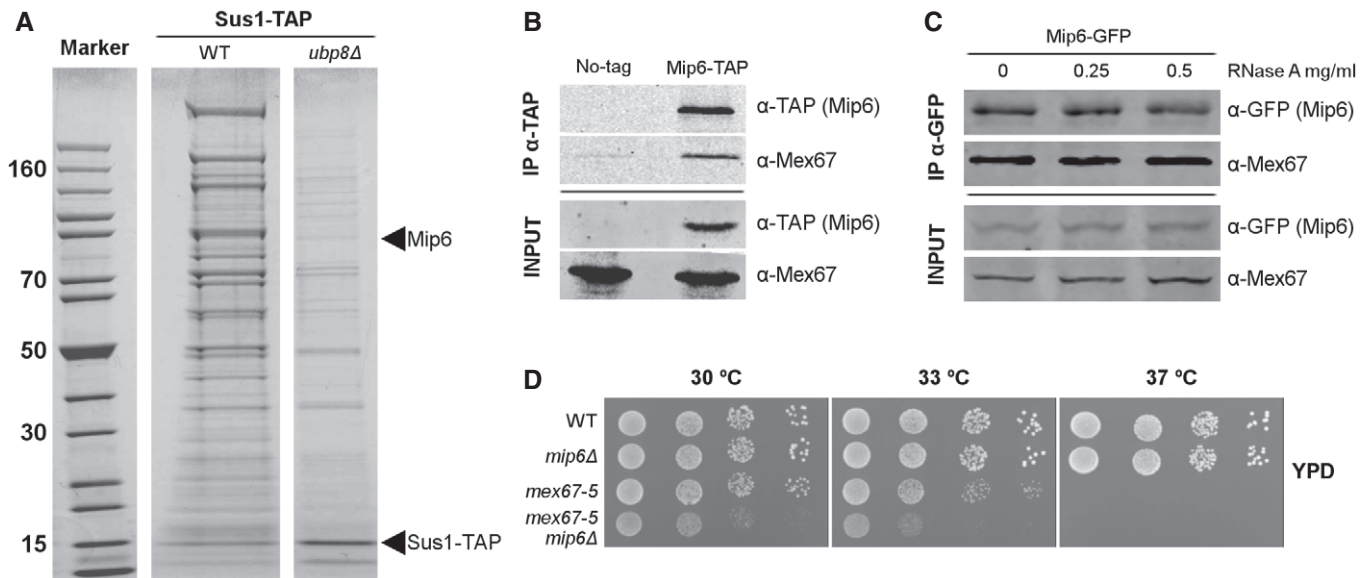 A
Sus1-TAP
Marker
WT
ubp8Δ
160
70
50
30
15
Mip6
Sus1-TAP
B
No-tag
Mip6-TAP
IP α-TAP
α-TAP (Mip6)
α-Mex67
INPUT
α-TAP (Mip6)
α-Mex67
C
Mip6-GFP
0
0.25
0.5
RNase A mg/ml
IP α-GFP
α-GFP (Mip6)
α-Mex67
INPUT
α-GFP (Mip6)
α-Mex67
D
30 ºC
33 ºC
37 ºC
WT
mip6Δ
mex67-5
mex67-5
mip6Δ
YPD